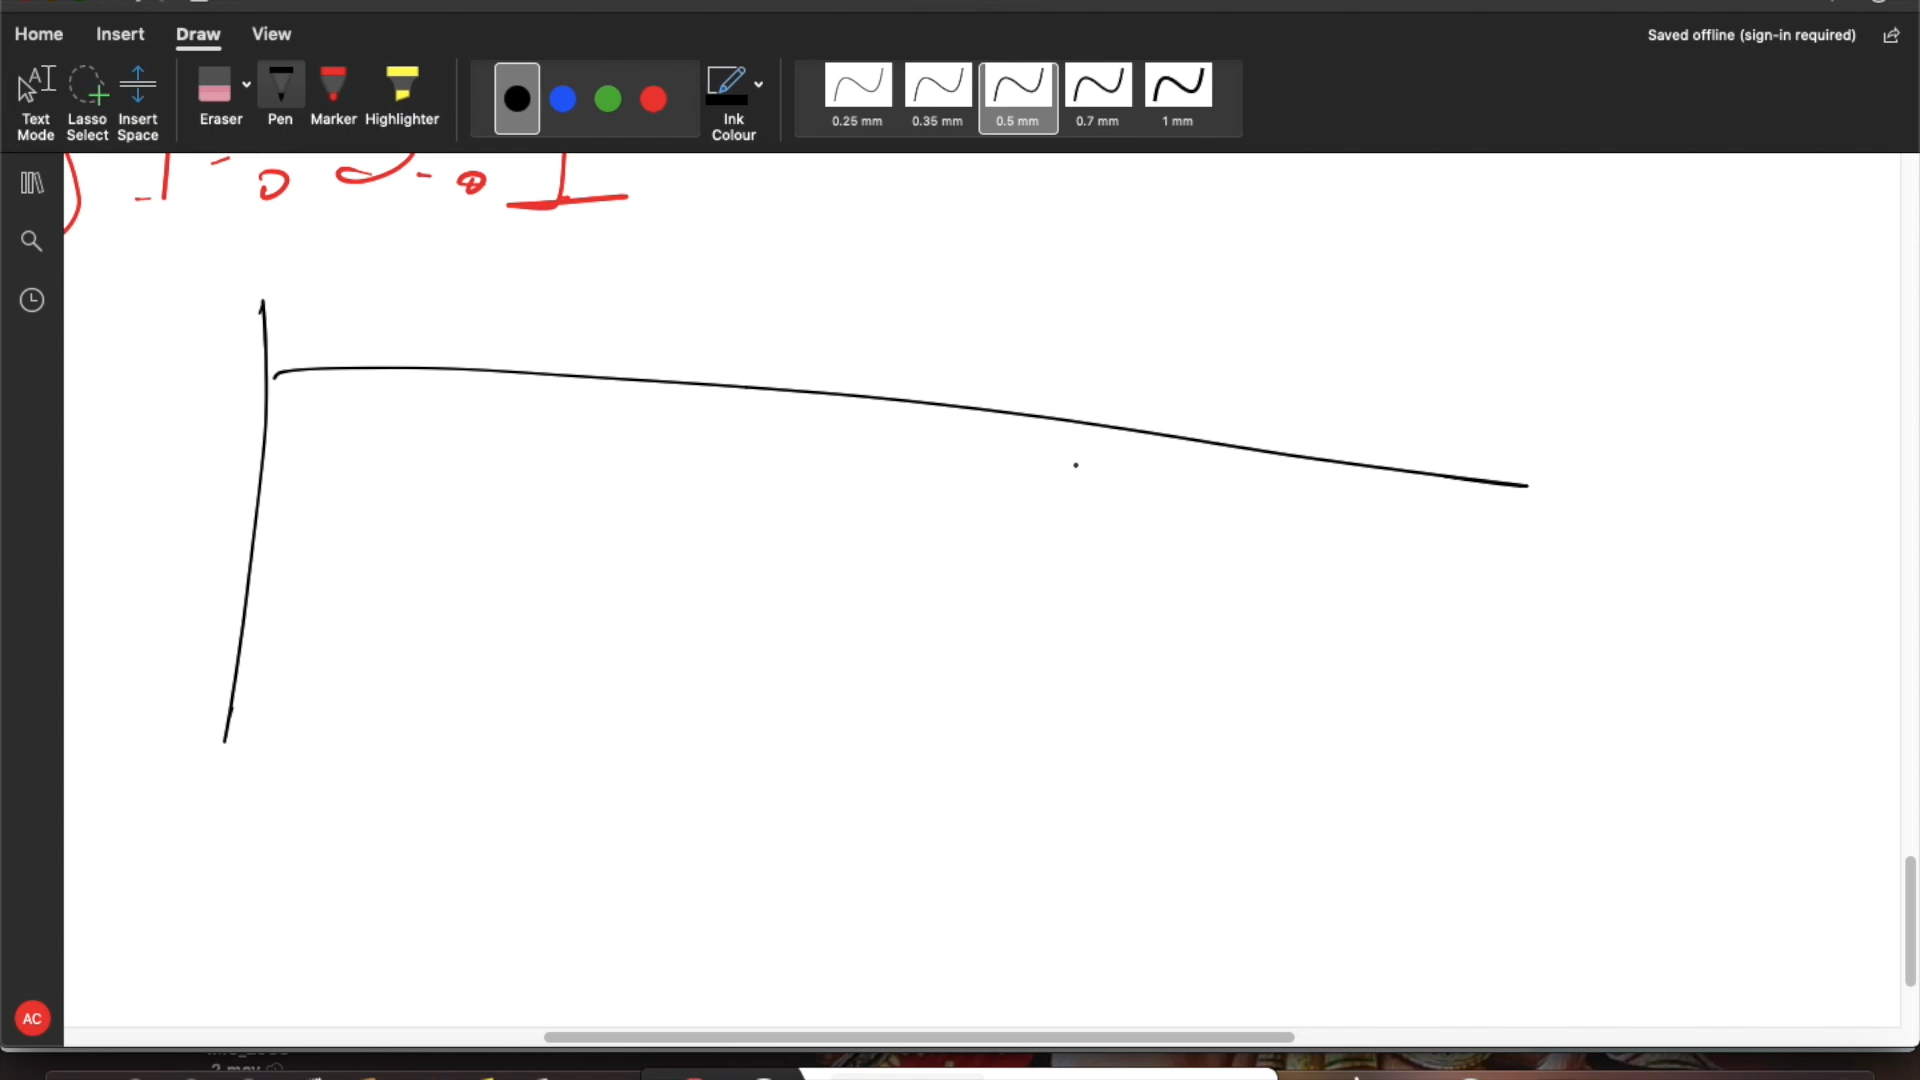 Home Insert Draw View
Saved offline (sign-in required)
Text Mode
Lasso Select
Insert Space
Eraser
Pen
Marker
Highlighter
Ink Colour
0.25 mm
0.35 mm
0.5 mm
0.7 mm
1 mm
AC